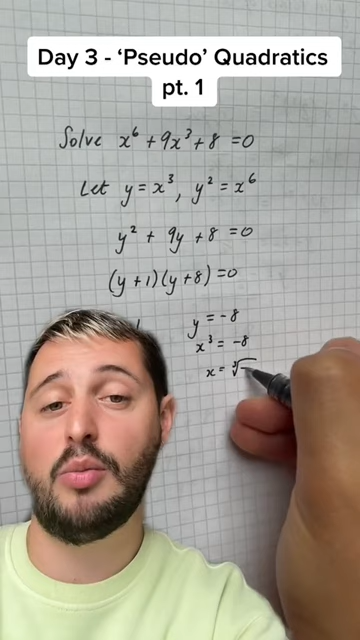 Day 3 - ‘Pseudo’ Quadratics
pt. 1
Solve x⁶ + 9x³ + 8 = 0
Let y = x³, y² = x⁶
y² + 9y + 8 = 0
(y + 1)(y + 8) = 0
y = -8
x³ = -8
x = ∛